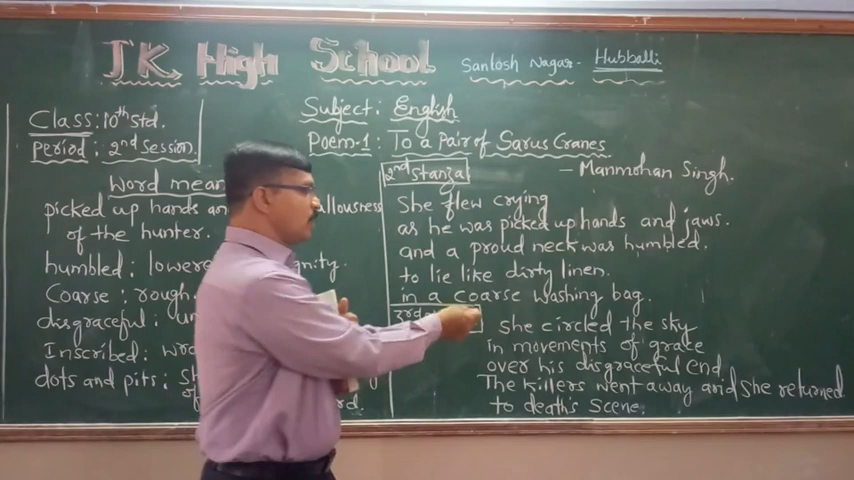 JK High School Santosh Nagar- Hubballi
Class: 10th Std.
Period: 2nd Session.
Subject: English
Poem-1: To a Pair of Sarus Cranes
- Manmohan Singh.
Word mean
picked up hands an allousness
of the hunter.
humbled: lowere gnity.
Coarse: rough.
disgraceful: un
Inscribed: wro
dots and pits:
of rd.
2nd Stanza
She flew crying
as he was picked up hands and jaws.
and a proud neck was humbled.
to lie like dirty linen.
in a coarse washing bag.
3rd
She circled the sky
in movements of grace
over his disgraceful end
The killers went away and she returned
to death's scene.